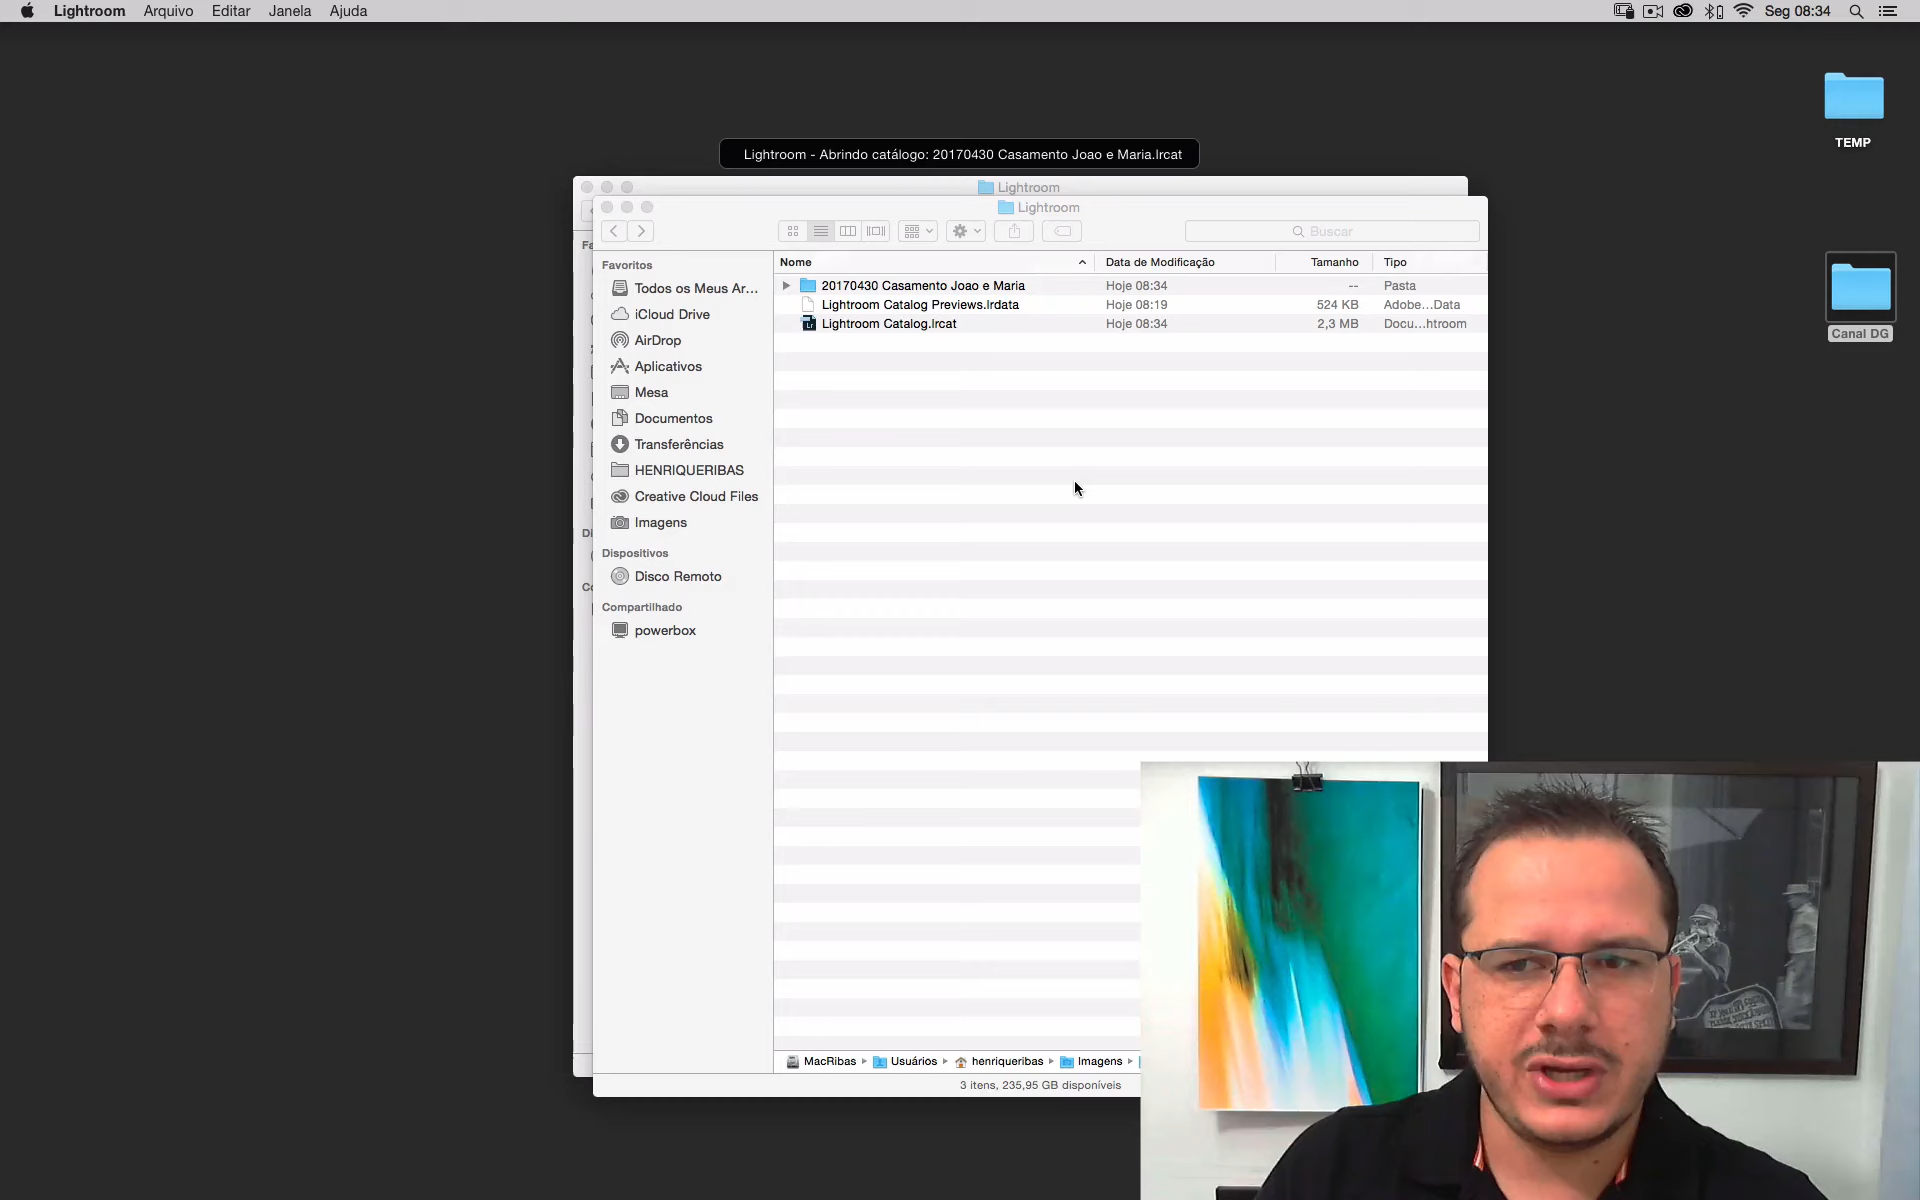 Lightroom Arquivo Editar Janela Ajuda Seg 08:34
TEMP
Canal DG
Lightroom - Abrindo catálogo: 20170430 Casamento Joao e Maria.lrcat
Lightroom
Lightroom
Buscar
Fa
Di
Co
Favoritos
Todos os Meus Ar...
iCloud Drive
AirDrop
Aplicativos
Mesa
Documentos
Transferências
HENRIQUERIBAS
Creative Cloud Files
Imagens
Dispositivos
Disco Remoto
Compartilhado
powerbox
Nome Data de Modificação Tamanho Tipo
20170430 Casamento Joao e Maria Hoje 08:34 -- Pasta
Lightroom Catalog Previews.lrdata Hoje 08:19 524 KB Adobe...Data
Lightroom Catalog.lrcat Hoje 08:34 2,3 MB Docu...htroom
MacRibas Usuários henriqueribas Imagens
3 itens, 235,95 GB disponíveis